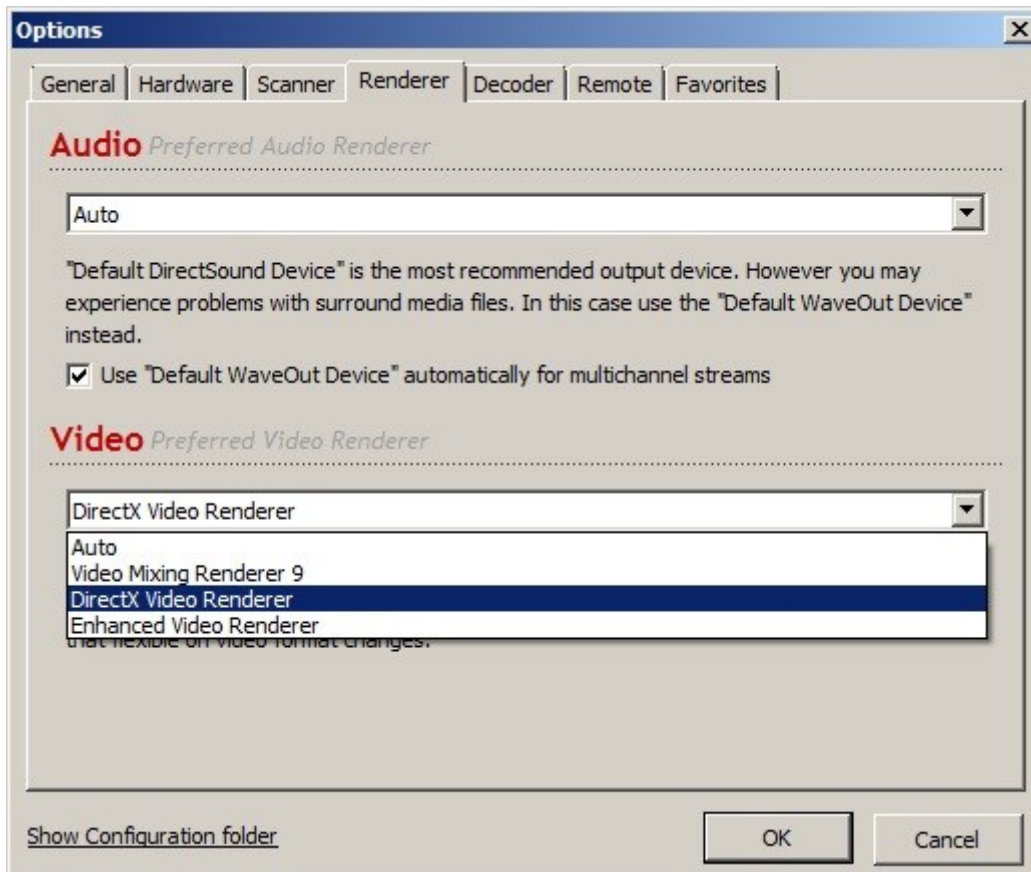 Options
General Hardware Scanner Renderer Decoder Remote Favorites
Audio Preferred Audio Renderer
Auto
"Default DirectSound Device" is the most recommended output device. However you may
experience problems with surround media files. In this case use the "Default WaveOut Device"
instead.
Use "Default WaveOut Device" automatically for multichannel streams
Video Preferred Video Renderer
DirectX Video Renderer
Auto
Video Mixing Renderer 9
DirectX Video Renderer
Enhanced Video Renderer
that flexible on video format changes.
Show Configuration folder
OK
Cancel